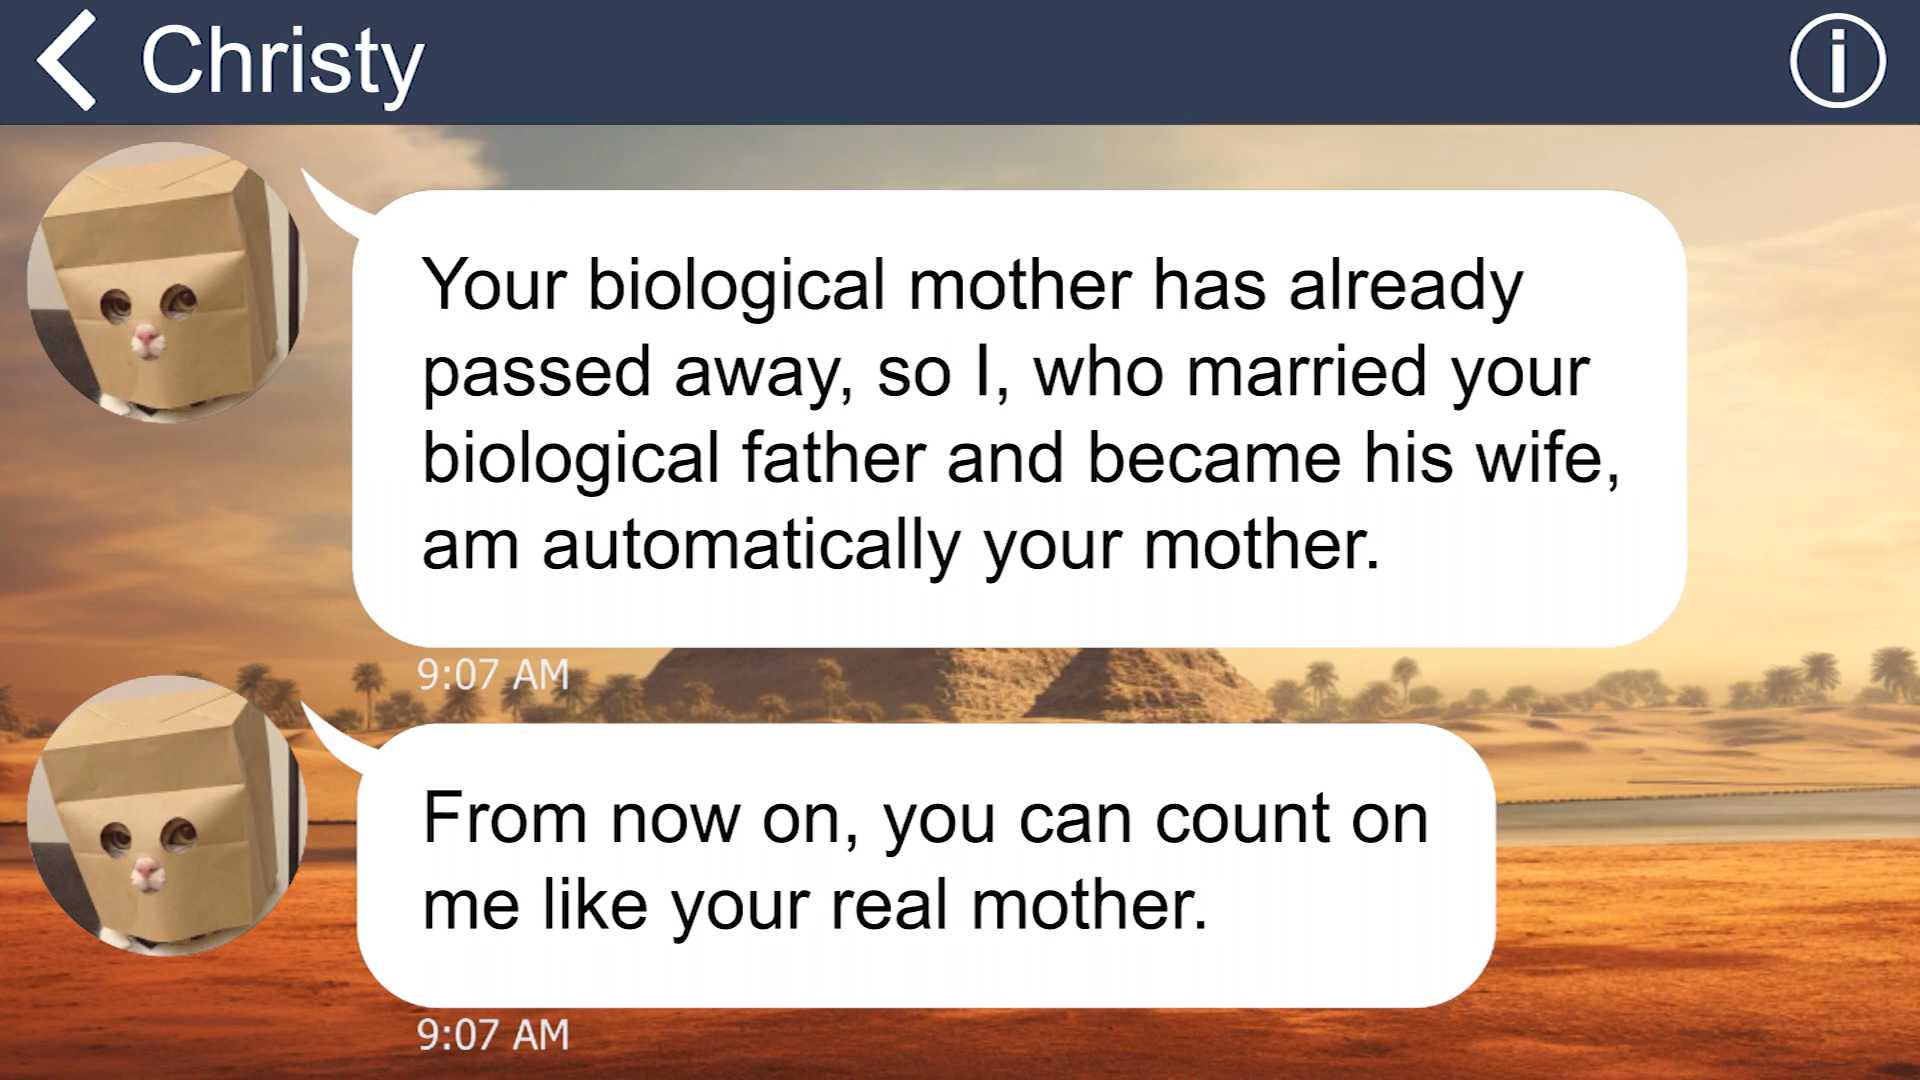 Christy
Your biological mother has already
passed away, so I, who married your
biological father and became his wife,
am automatically your mother.
9:07 AM
From now on, you can count on
me like your real mother.
9:07 AM